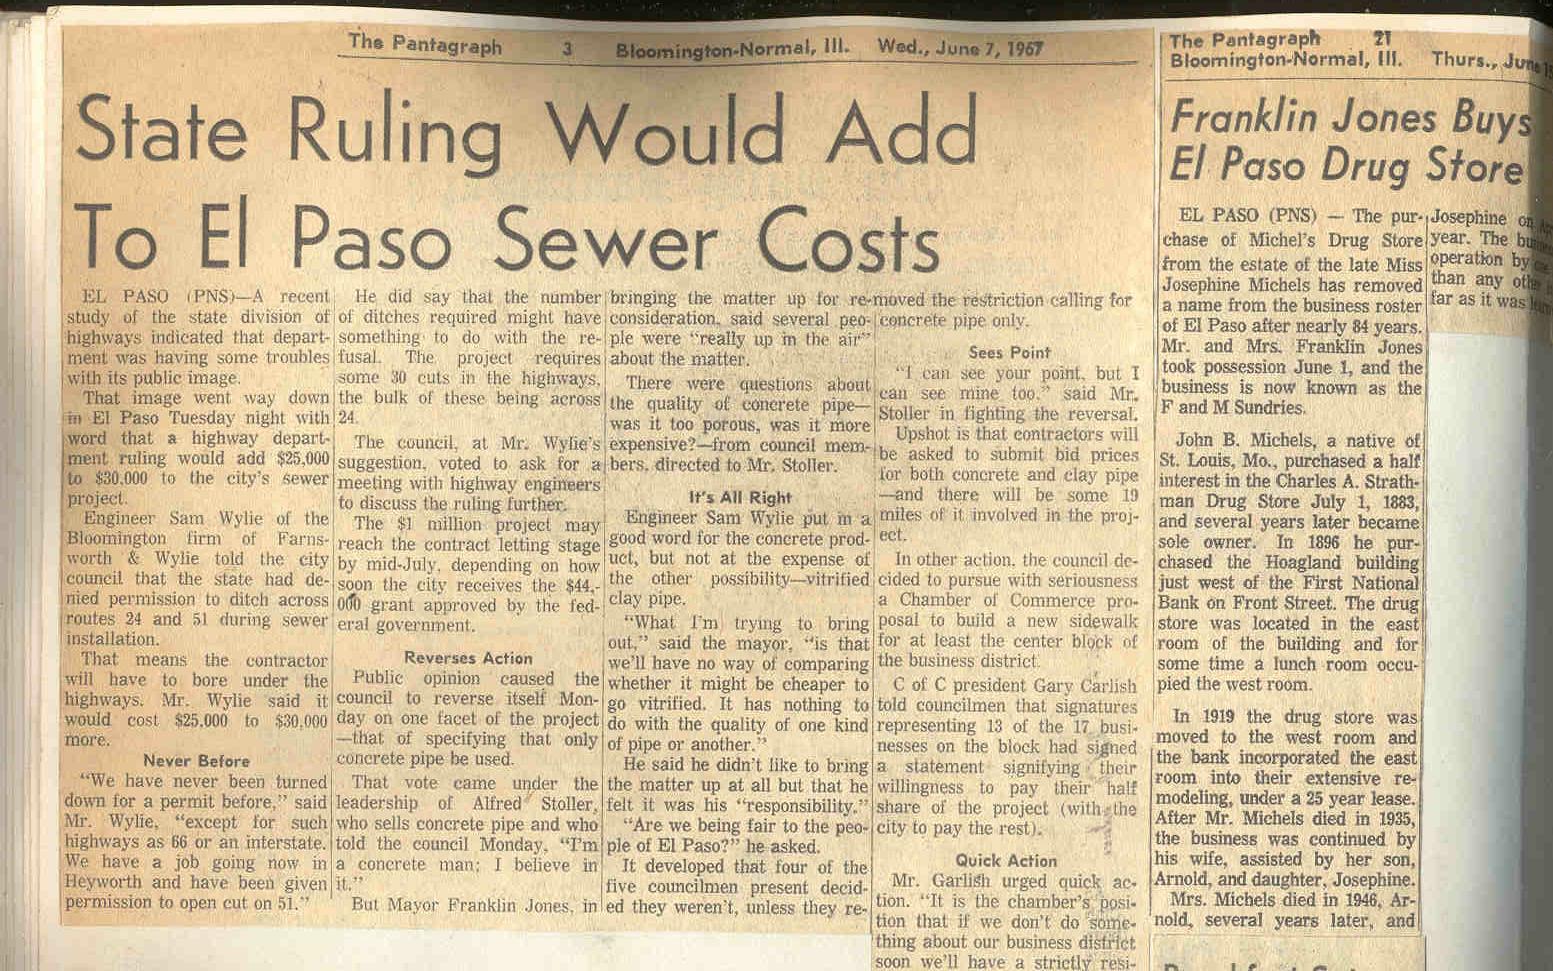 The Pantagraph 3 Bloomington-Normal, Ill. Wed., June 7, 1967
State Ruling Would Add
To El Paso Sewer Costs
EL PASO (PNS)—A recent
study of the state division of
highways indicated that depart-
ment was having some troubles
with its public image.
That image went way down
in El Paso Tuesday night with
word that a highway depart-
ment ruling would add $25,000
to $30,000 to the city's sewer
project.
Engineer Sam Wylie of the
Bloomington firm of Farns-
worth & Wylie told the city
council that the state had de-
nied permission to ditch across
routes 24 and 51 during sewer
installation.
That means the contractor
will have to bore under the
highways. Mr. Wylie said it
would cost $25,000 to $30,000
more.
Never Before
"We have never been turned
down for a permit before," said
Mr. Wylie, "except for such
highways as 66 or an interstate.
We have a job going now in
Heyworth and have been given
permission to open cut on 51."
He did say that the number
of ditches required might have
something to do with the re-
fusal. The project requires
some 30 cuts in the highways,
the bulk of these being across
24.
The council, at Mr. Wylie's
suggestion, voted to ask for a
meeting with highway engineers
to discuss the ruling further.
The $1 million project may
reach the contract letting stage
by mid-July, depending on how
soon the city receives the $44,-
000 grant approved by the fed-
eral government.
Reverses Action
Public opinion caused the
council to reverse itself Mon-
day on one facet of the project
—that of specifying that only
concrete pipe be used.
That vote came under the
leadership of Alfred Stoller,
who sells concrete pipe and who
told the council Monday, "I'm
a concrete man; I believe in
it."
But Mayor Franklin Jones, in
bringing the matter up for re-
consideration, said several peo-
ple were "really up in the air"
about the matter.
There were questions about
the quality of concrete pipe—
was it too porous, was it more
expensive?—from council mem-
bers, directed to Mr. Stoller.
It's All Right
Engineer Sam Wylie put in a
good word for the concrete prod-
uct, but not at the expense of
the other possibility—vitrified
clay pipe.
"What I'm trying to bring
out," said the mayor, "is that
we'll have no way of comparing
whether it might be cheaper to
go vitrified. It has nothing to
do with the quality of one kind
of pipe or another."
He said he didn't like to bring
the matter up at all but that he
felt it was his "responsibility."
"Are we being fair to the peo-
ple of El Paso?" he asked.
It developed that four of the
five councilmen present decid-
ed they weren't, unless they re-
moved the restriction calling for
concrete pipe only.
Sees Point
"I can see your point, but I
can see mine too," said Mr.
Stoller in fighting the reversal.
Upshot is that contractors will
be asked to submit bid prices
for both concrete and clay pipe
—and there will be some 19
miles of it involved in the proj-
ect.
In other action, the council de-
cided to pursue with seriousness
a Chamber of Commerce pro-
posal to build a new sidewalk
for at least the center block of
the business district.
C of C president Gary Carlish
told councilmen that signatures
representing 13 of the 17 busi-
nesses on the block had signed
a statement signifying their
willingness to pay their half
share of the project (with the
city to pay the rest).
Quick Action
Mr. Garlish urged quick ac-
tion. "It is the chamber's posi-
tion that if we don't do some-
thing about our business district
soon we'll have a strictly resi-
The Pantagraph 21
Bloomington-Normal, Ill. Thurs., June 15
Franklin Jones Buys
El Paso Drug Store
EL PASO (PNS) — The pur-
chase of Michel's Drug Store
from the estate of the late Miss
Josephine Michels has removed
a name from the business roster
of El Paso after nearly 84 years.
Mr. and Mrs. Franklin Jones
took possession June 1, and the
business is now known as the
F and M Sundries.
John B. Michels, a native of
St. Louis, Mo., purchased a half
interest in the Charles A. Strath-
man Drug Store July 1, 1883,
and several years later became
sole owner. In 1896 he pur-
chased the Hoagland building
just west of the First National
Bank on Front Street. The drug
store was located in the east
room of the building and for
some time a lunch room occu-
pied the west room.
In 1919 the drug store was
moved to the west room and
the bank incorporated the east
room into their extensive re-
modeling, under a 25 year lease.
After Mr. Michels died in 1935,
the business was continued by
his wife, assisted by her son,
Arnold, and daughter, Josephine.
Mrs. Michels died in 1946, Ar-
nold, several years later, and
Josephine on
year. The
operation by
than any
far as it was